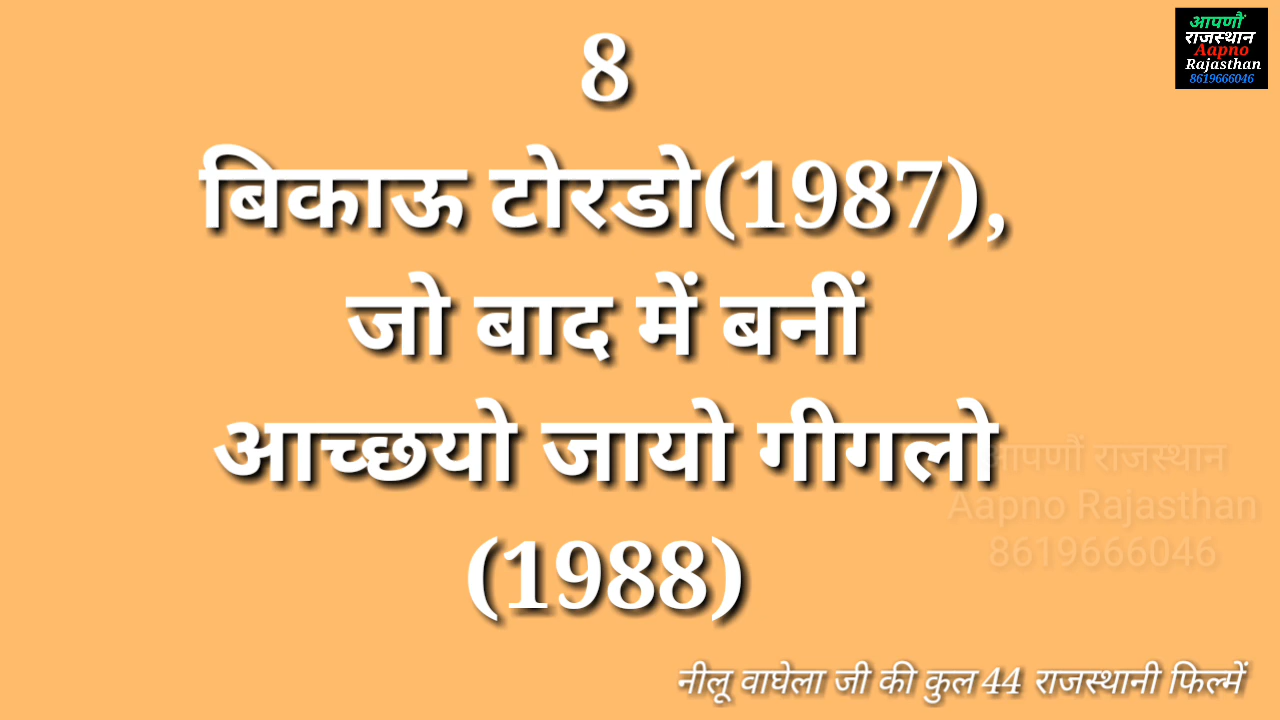 8
आपणौं
राजस्थान
Aapno
Rajasthan
8619666046
बिकाऊ टोरडो(1987),
जो बाद में बनीं
आच्छयो जायो गीगलो
(1988)
आपणौं राजस्थान
Aapno Rajasthan
8619666046
नीलू वाघेला जी की कुल 44 राजस्थानी फिल्में